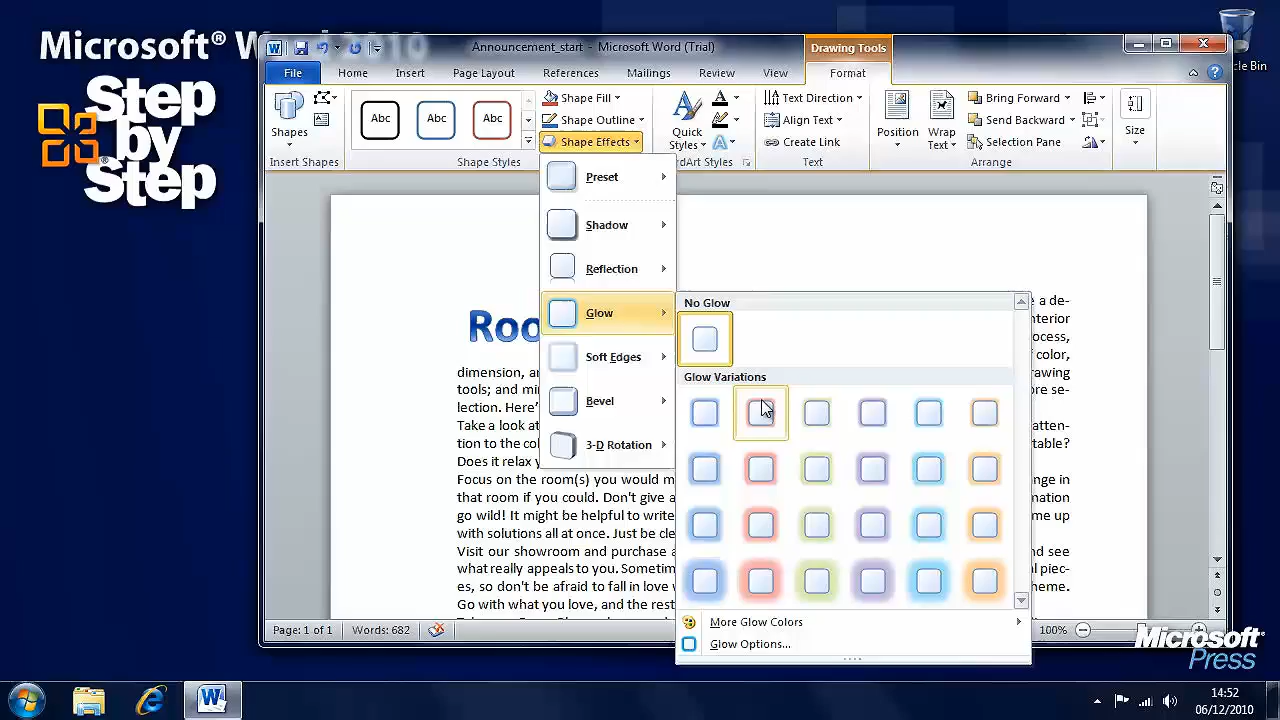 Microsoft® W
Step
by
Step
Announcement_start - Microsoft Word (Trial)
Drawing Tools
cle Bin
File Home Insert Page Layout References Mailings Review View Format
Shapes
Insert Shapes
Abc Abc Abc
Shape Styles
Shape Fill
Shape Outline
Shape Effects
Quick
Styles
dArt Styles
Text Direction
Align Text
Create Link
Text
Position
Wrap
Text
Bring Forward
Send Backward
Selection Pane
Arrange
Size
Preset
Shadow
Reflection
Glow
Soft Edges
Bevel
3-D Rotation
No Glow
Glow Variations
More Glow Colors
Glow Options...
Roo
e a de-
terior
ocess,
of color,
dimension, an
rawing
tools; and mi
re se-
lection. Here'
Take a look at
atten-
tion to the col
table?
Does it relax y
Focus on the room(s) you would m
nge in
that room if you could. Don't give a
mation
go wild! It might be helpful to write
me up
with solutions all at once. Just be cle
Visit our showroom and purchase a
nd see
what really appeals to you. Sometim
al piec-
es, so don't be afraid to fall in love w
heme.
Go with what you love, and the rest
Page: 1 of 1 Words: 682 100%
Microsoft
Press
14:52
06/12/2010